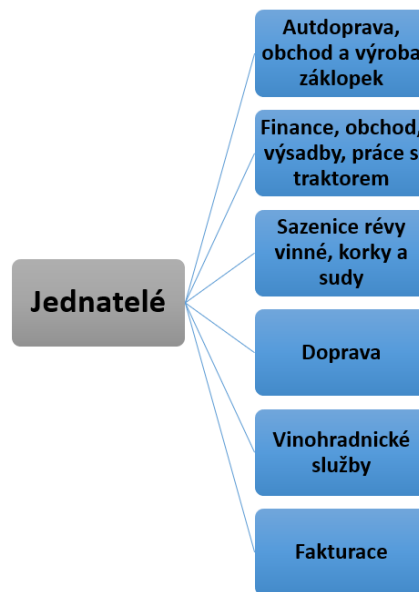 Autdoprava,
obchod a výroba
záklopek
Finance, obchod,
výsadby, práce s
traktorem
Sazenice révy
vinné, korky a
sudy
Jednatelé
Doprava
Vinohradnické
služby
Fakturace